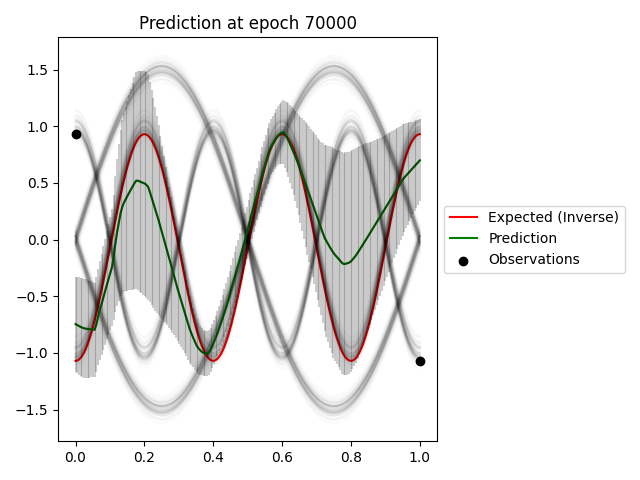 Prediction at epoch 70000
1.5
1.0
0.5
0.0
−0.5
−1.0
−1.5
0.0 0.2 0.4 0.6 0.8 1.0
Expected (Inverse)
Prediction
Observations